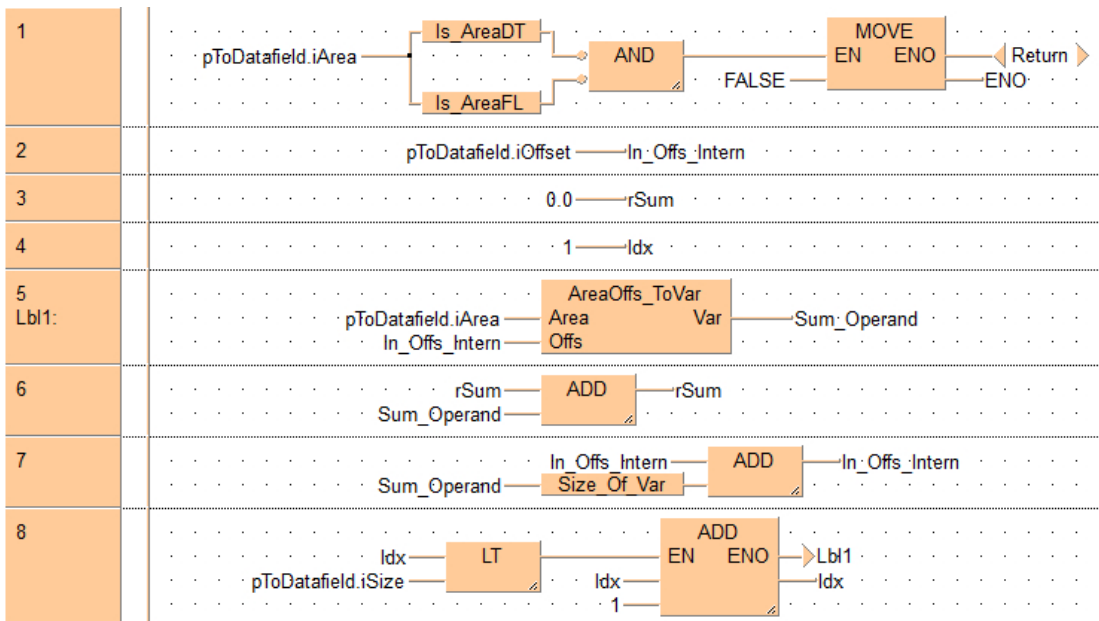 1
Is_AreaDT
pToDatafield.iArea
AND
MOVE
EN ENO
Return
FALSE
ENO
Is_AreaFL
2
pToDatafield.iOffset
In_Offs_Intern
3
0.0
rSum
4
1
Idx
5
Lbl1:
AreaOffs_ToVar
pToDatafield.iArea
Area Var
Sum_Operand
In_Offs_Intern
Offs
6
rSum
ADD
rSum
Sum_Operand
7
In_Offs_Intern
ADD
In_Offs_Intern
Sum_Operand
Size_Of_Var
8
ADD
Idx
LT
EN ENO
Lbl1
pToDatafield.iSize
Idx
Idx
1